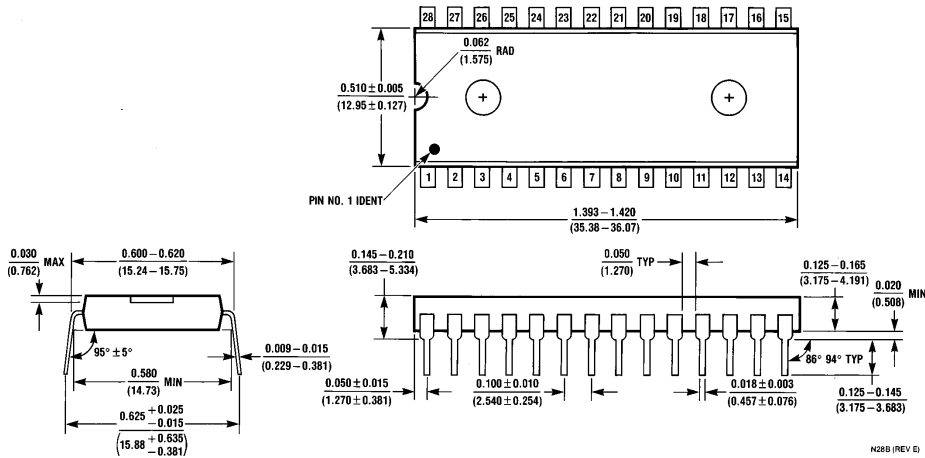 28 27 26 25 24 23 22 21 20 19 18 17 16 15
0.062
(1.575)
RAD
0.510 ± 0.005
(12.95 ± 0.127)
PIN NO. 1 IDENT
1 2 3 4 5 6 7 8 9 10 11 12 13 14
1.393 – 1.420
(35.38 – 36.07)
0.030
(0.762)
MAX
0.600 – 0.620
(15.24 – 15.75)
95° ± 5°
0.580
(14.73)
MIN
0.009 – 0.015
(0.229 – 0.381)
0.625 + 0.025
– 0.015
(15.88 + 0.635
– 0.381)
0.145 – 0.210
(3.683 – 5.334)
0.050
(1.270)
TYP
0.125 – 0.165
(3.175 – 4.191)
0.020
(0.508)
MIN
0.050 ± 0.015
(1.270 ± 0.381)
0.100 ± 0.010
(2.540 ± 0.254)
0.018 ± 0.003
(0.457 ± 0.076)
86° 94° TYP
0.125 – 0.145
(3.175 – 3.683)
N28B (REV E)